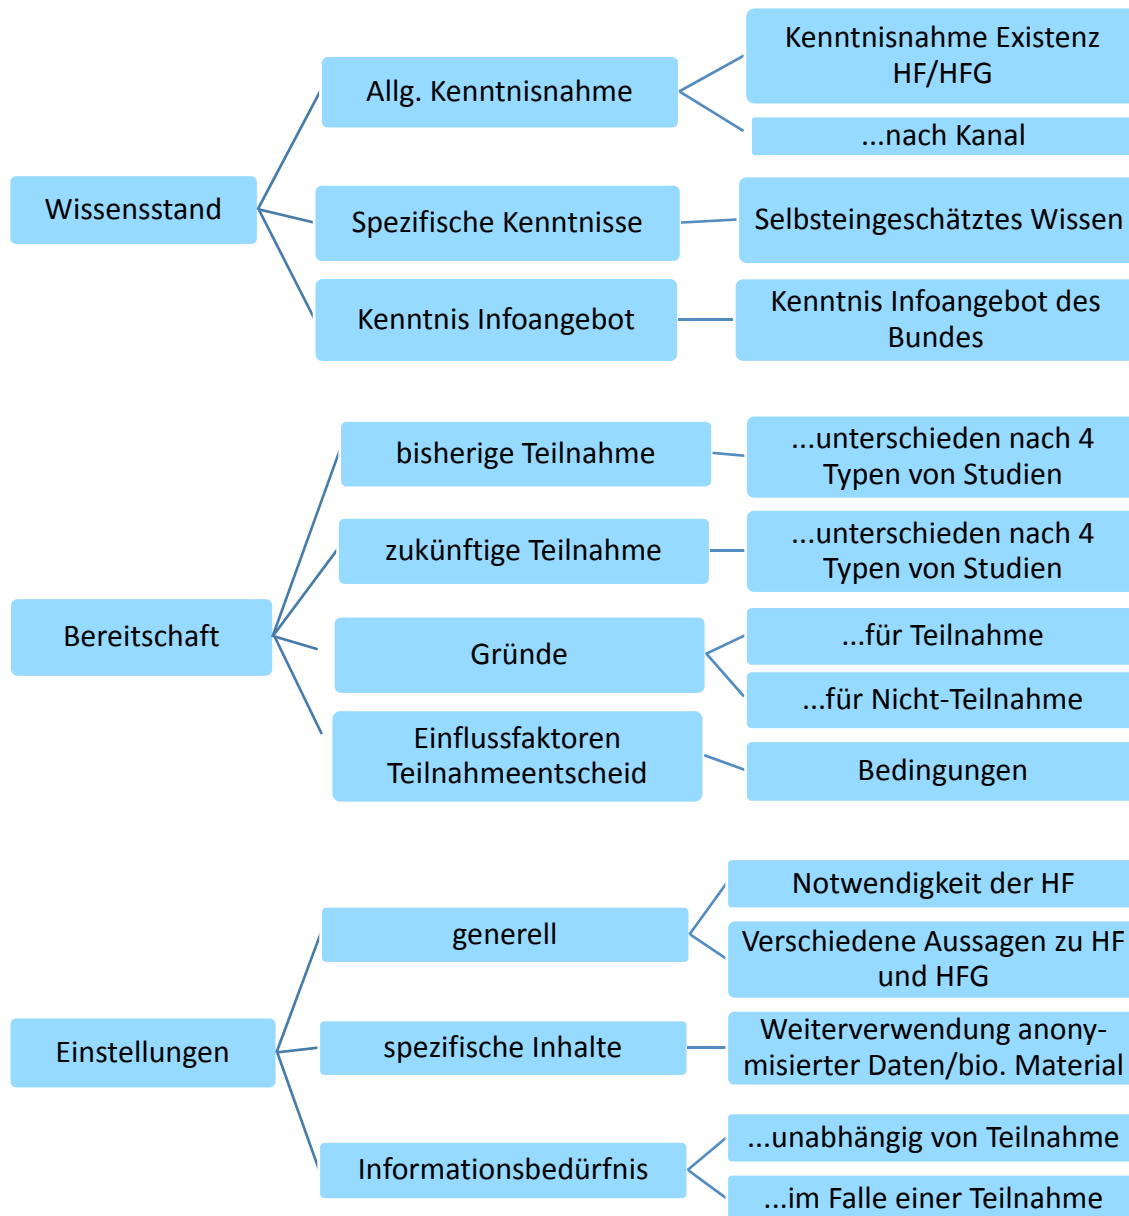 Wissensstand
Allg. Kenntnisnahme
Kenntnisnahme Existenz
HF/HFG
...nach Kanal
Spezifische Kenntnisse
Selbsteingeschätztes Wissen
Kenntnis Infoangebot
Kenntnis Infoangebot des
Bundes
Bereitschaft
bisherige Teilnahme
...unterschieden nach 4
Typen von Studien
zukünftige Teilnahme
...unterschieden nach 4
Typen von Studien
Gründe
...für Teilnahme
...für Nicht-Teilnahme
Einflussfaktoren
Teilnahmeentscheid
Bedingungen
Einstellungen
generell
Notwendigkeit der HF
Verschiedene Aussagen zu HF
und HFG
spezifische Inhalte
Weiterverwendung anony-
misierter Daten/bio. Material
Informationsbedürfnis
...unabhängig von Teilnahme
...im Falle einer Teilnahme